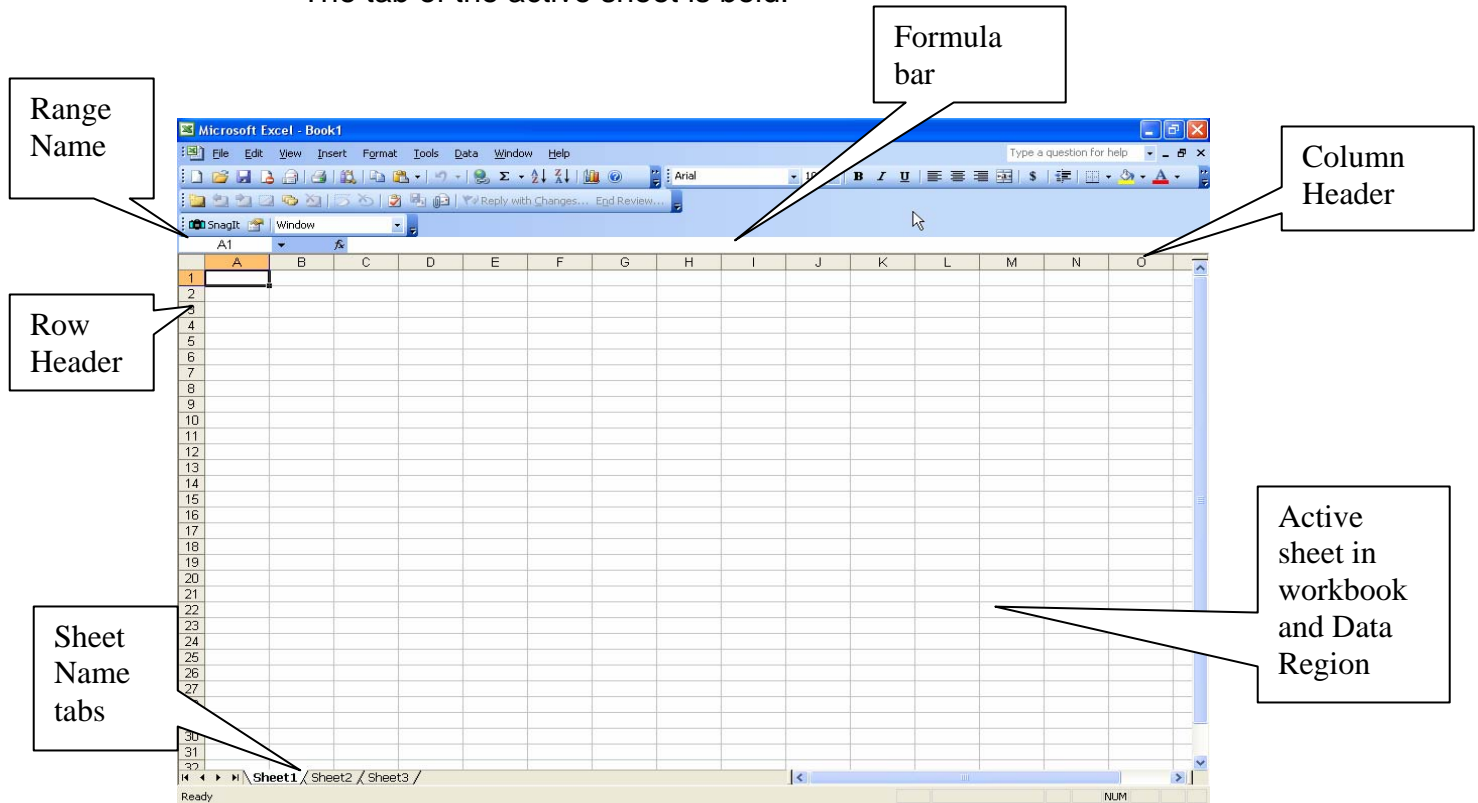 The tab of the active sheet is bold.
Formula
bar
Range
Name
Column
Header
Microsoft Excel - Book1
File Edit View Insert Format Tools Data Window Help
Type a question for help
Arial
B I U
$
A
Reply with Changes... End Review...
SnagIt Window
A1
fx
A B C D E F G H I J K L M N O
1
2
3
4
5
6
7
8
9
10
11
12
13
14
15
16
17
18
19
20
21
22
23
24
25
26
27
30
31
32
Row
Header
Active
sheet in
workbook
and Data
Region
Sheet
Name
tabs
Sheet1 Sheet2 Sheet3
Ready
NUM